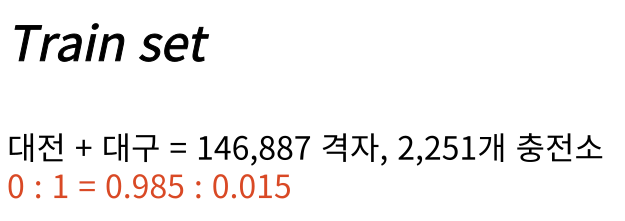 Train set
대전 + 대구 = 146,887 격자, 2,251개 충전소
0 : 1 = 0.985 : 0.015